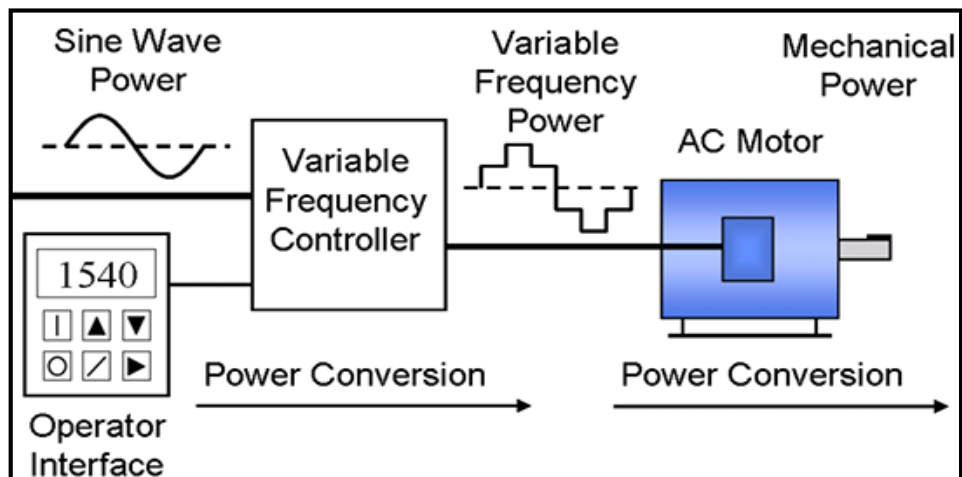 Sine Wave
Power
Variable
Frequency
Power
Mechanical
Power
AC Motor
Variable
Frequency
Controller
1540
Operator
Interface
Power Conversion
Power Conversion